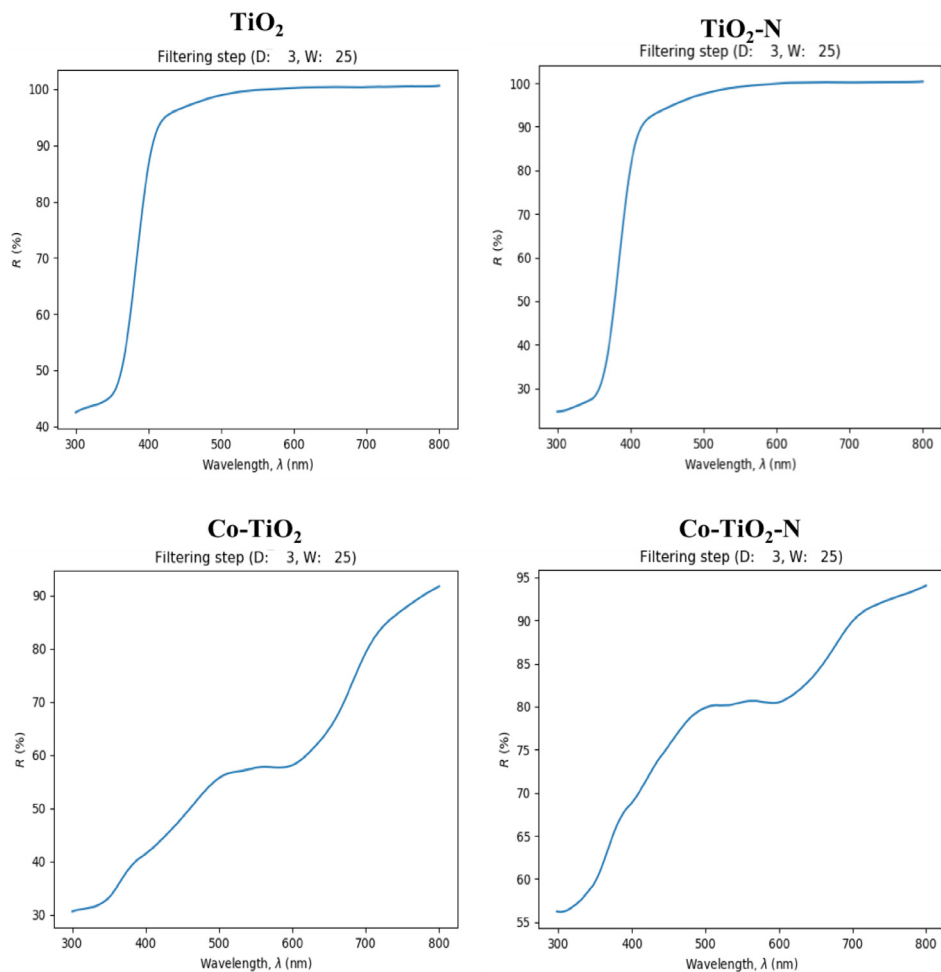 TiO₂
Filtering step (D: 3, W: 25)
100
90
80
70
60
50
40
R (%)
300 400 500 600 700 800
Wavelength, λ (nm)
TiO₂-N
Filtering step (D: 3, W: 25)
100
90
80
70
60
50
40
30
R (%)
300 400 500 600 700 800
Wavelength, λ (nm)
Co-TiO₂
Filtering step (D: 3, W: 25)
90
80
70
60
50
40
30
R (%)
300 400 500 600 700 800
Wavelength, λ (nm)
Co-TiO₂-N
Filtering step (D: 3, W: 25)
95
90
85
80
75
70
65
60
55
R (%)
300 400 500 600 700 800
Wavelength, λ (nm)